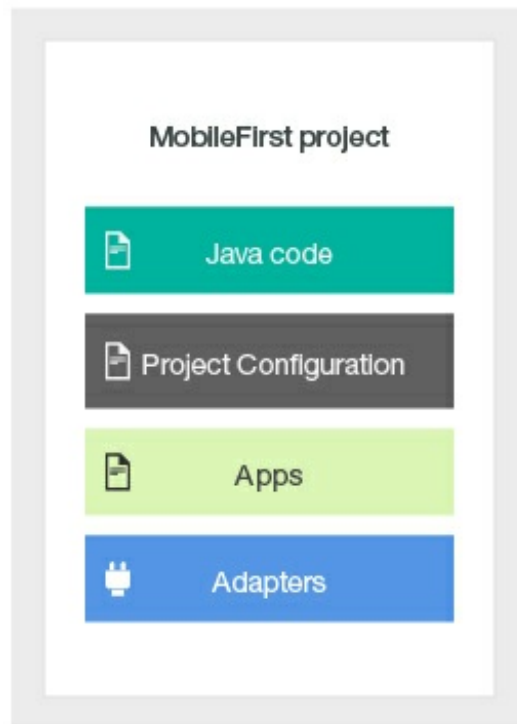 MobileFirst project
Java code
Project Configuration
Apps
Adapters